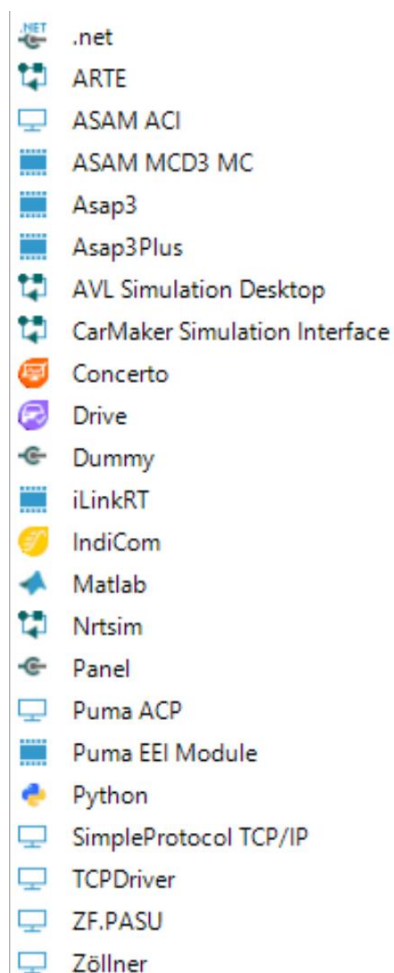 .NET
.net
ARTE
ASAM ACI
ASAM MCD3 MC
Asap3
Asap3Plus
AVL Simulation Desktop
CarMaker Simulation Interface
Concerto
Drive
Dummy
iLinkRT
IndiCom
Matlab
Nrtsim
Panel
Puma ACP
Puma EEI Module
Python
SimpleProtocol TCP/IP
TCPDriver
ZF.PASU
Zöllner